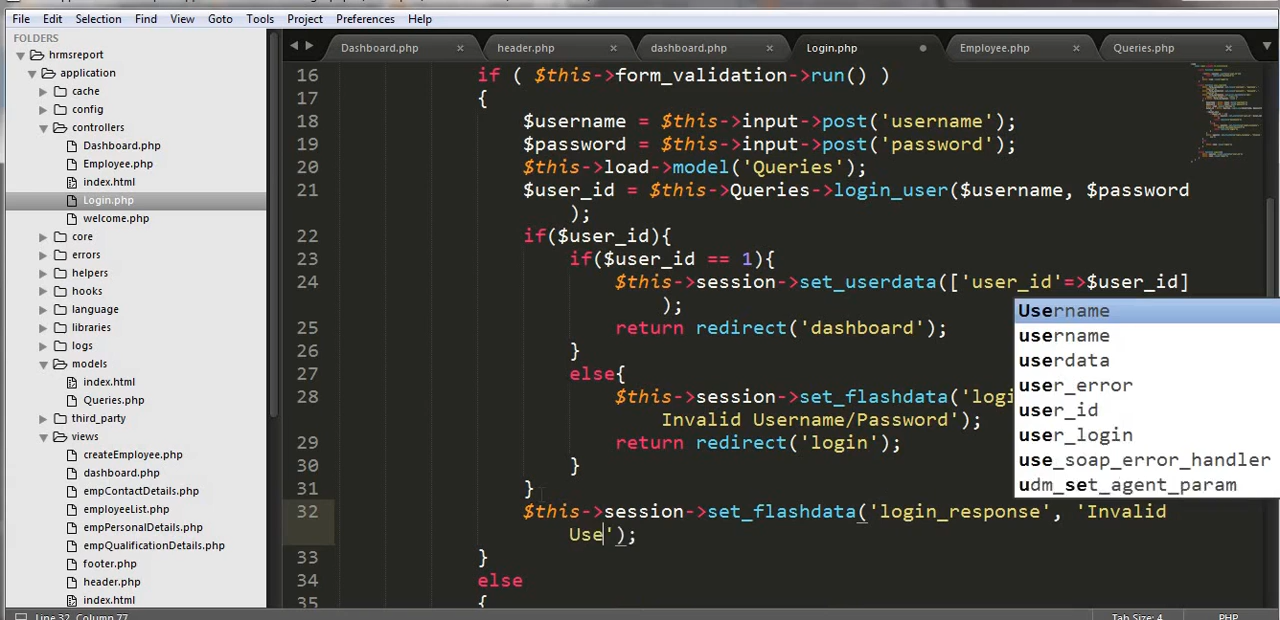 File Edit Selection Find View Goto Tools Project Preferences Help
FOLDERS
hrmsreport
application
cache
config
controllers
Dashboard.php
Employee.php
index.html
Login.php
welcome.php
core
errors
helpers
hooks
language
libraries
logs
models
index.html
Queries.php
third_party
views
createEmployee.php
dashboard.php
empContactDetails.php
employeeList.php
empPersonalDetails.php
empQualificationDetails.php
footer.php
header.php
index.html
Dashboard.php header.php dashboard.php Login.php Employee.php Queries.php
16 if ( $this->form_validation->run() )
17 {
18 $username = $this->input->post('username');
19 $password = $this->input->post('password');
20 $this->load->model('Queries');
21 $user_id = $this->Queries->login_user($username, $password
);
22 if($user_id){
23 if($user_id == 1){
24 $this->session->set_userdata(['user_id'=>$user_id]
);
25 return redirect('dashboard');
26 }
27 else{
28 $this->session->set_flashdata('logi
Invalid Username/Password');
29 return redirect('login');
30 }
31 }
32 $this->session->set_flashdata('login_response', 'Invalid
Use');
33 }
34 else
35 {
Username
username
userdata
user_error
user_id
user_login
use_soap_error_handler
udm_set_agent_param
Line 32, Column 77 Tab Size: 4 PHP